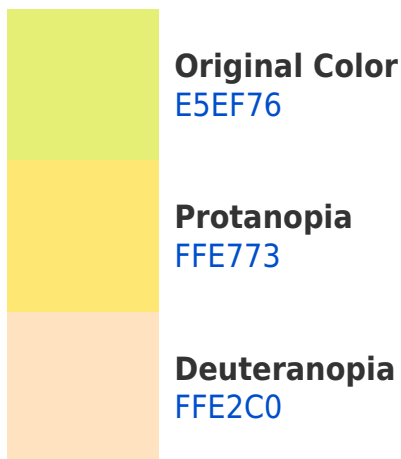 Original Color
E5EF76
Protanopia
FFE773
Deuteranopia
FFE2C0